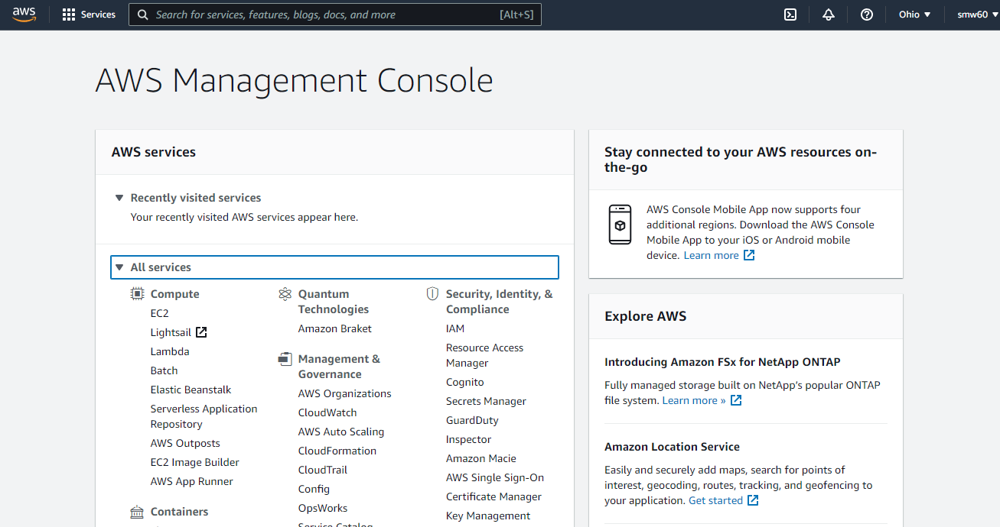 aws
Services
Search for services, features, blogs, docs, and more
[Alt+S]
Ohio ▼
smw60 ▼
AWS Management Console
AWS services
▼ Recently visited services
Your recently visited AWS services appear here.
▼ All services
Compute
EC2
Lightsail
Lambda
Batch
Elastic Beanstalk
Serverless Application
Repository
AWS Outposts
EC2 Image Builder
AWS App Runner
Containers
Quantum
Technologies
Amazon Braket
Management &
Governance
AWS Organizations
CloudWatch
AWS Auto Scaling
CloudFormation
CloudTrail
Config
OpsWorks
Service Catalog
Security, Identity, &
Compliance
IAM
Resource Access
Manager
Cognito
Secrets Manager
GuardDuty
Inspector
Amazon Macie
AWS Single Sign-On
Certificate Manager
Key Management
Stay connected to your AWS resources on-
the-go
AWS Console Mobile App now supports four
additional regions. Download the AWS Console
Mobile App to your iOS or Android mobile
device. Learn more
Explore AWS
Introducing Amazon FSx for NetApp ONTAP
Fully managed storage built on NetApp's popular ONTAP
file system. Learn more »
Amazon Location Service
Easily and securely add maps, search for points of
interest, geocoding, routes, tracking, and geofencing to
your application. Get started